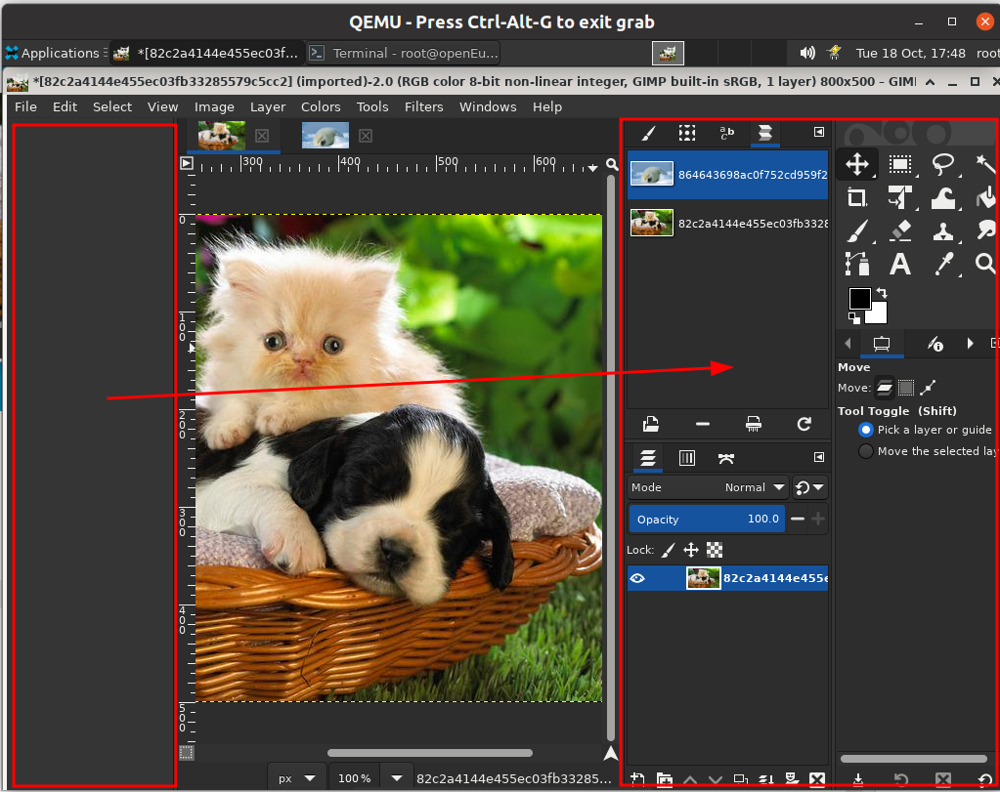 QEMU - Press Ctrl-Alt-G to exit grab
Applications
*[82c2a4144e455ec03f...
Terminal - root@openEu...
Tue 18 Oct, 17:48
root
*[82c2a4144e455ec03fb33285579c5cc2] (imported)-2.0 (RGB color 8-bit non-linear integer, GIMP built-in sRGB, 1 layer) 800x500 – GIM
File Edit Select View Image Layer Colors Tools Filters Windows Help
300
400
500
600
0
100
200
300
400
500
864643698ac0f752cd959f2
82c2a4144e455ec03fb3328
Mode
Normal
Opacity
100.0
Lock:
82c2a4144e455e
Move
Move:
Tool Toggle (Shift)
Pick a layer or guide
Move the selected lay
px
100 %
82c2a4144e455ec03fb33285...